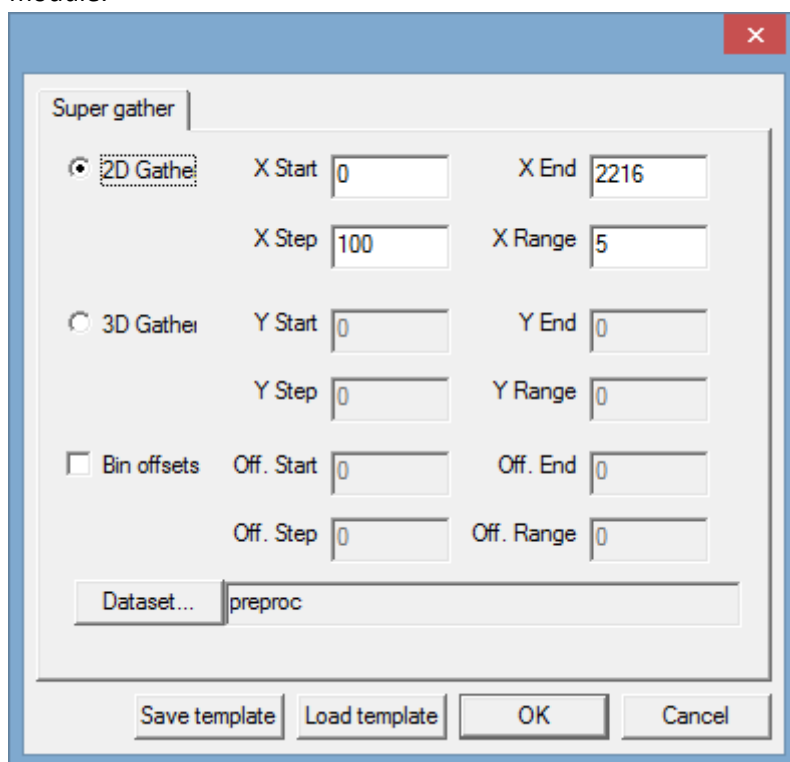 Super gather
2D Gathe X Start 0 X End 2216
X Step 100 X Range 5
3D Gather Y Start 0 Y End 0
Y Step 0 Y Range 0
Bin offsets Off. Start 0 Off. End 0
Off. Step 0 Off. Range 0
Dataset... preproc
Save template Load template OK Cancel